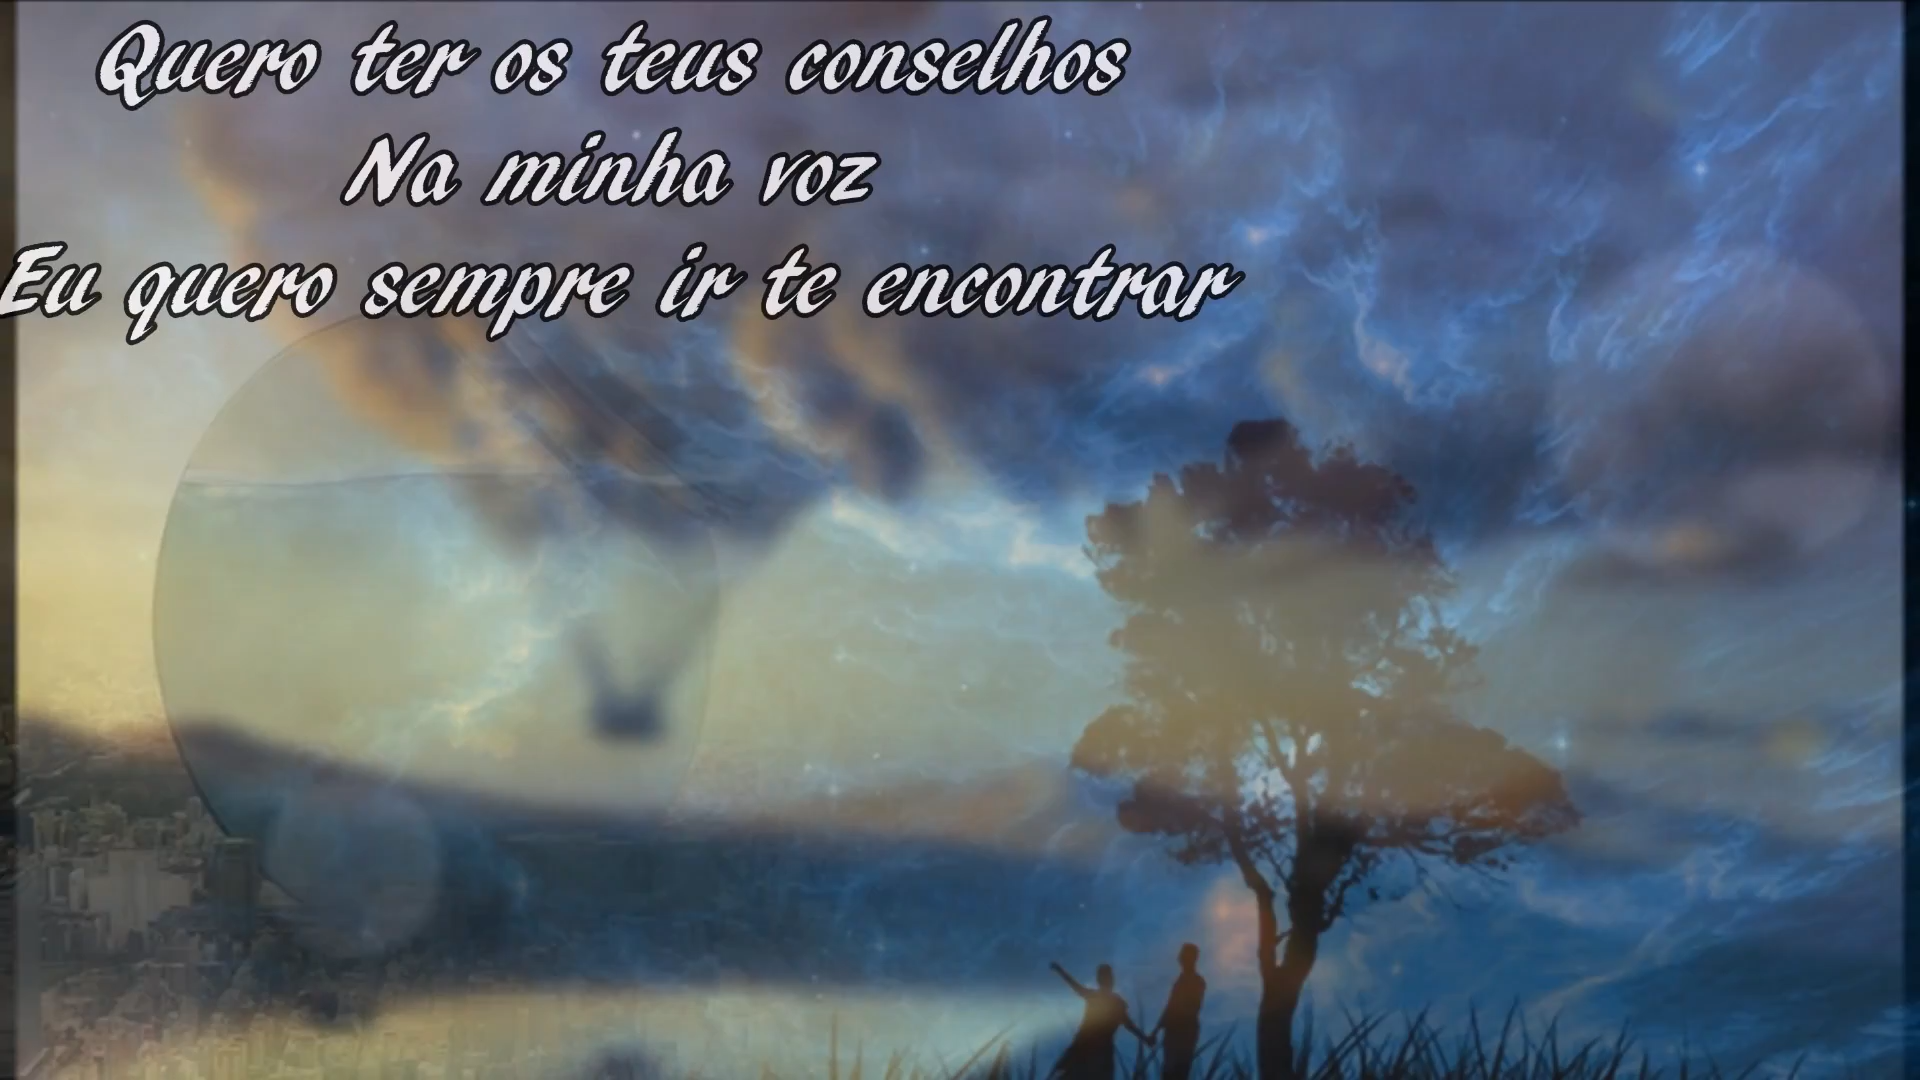 Quero ter os teus conselhos
Na minha voz
Eu quero sempre ir te encontrar